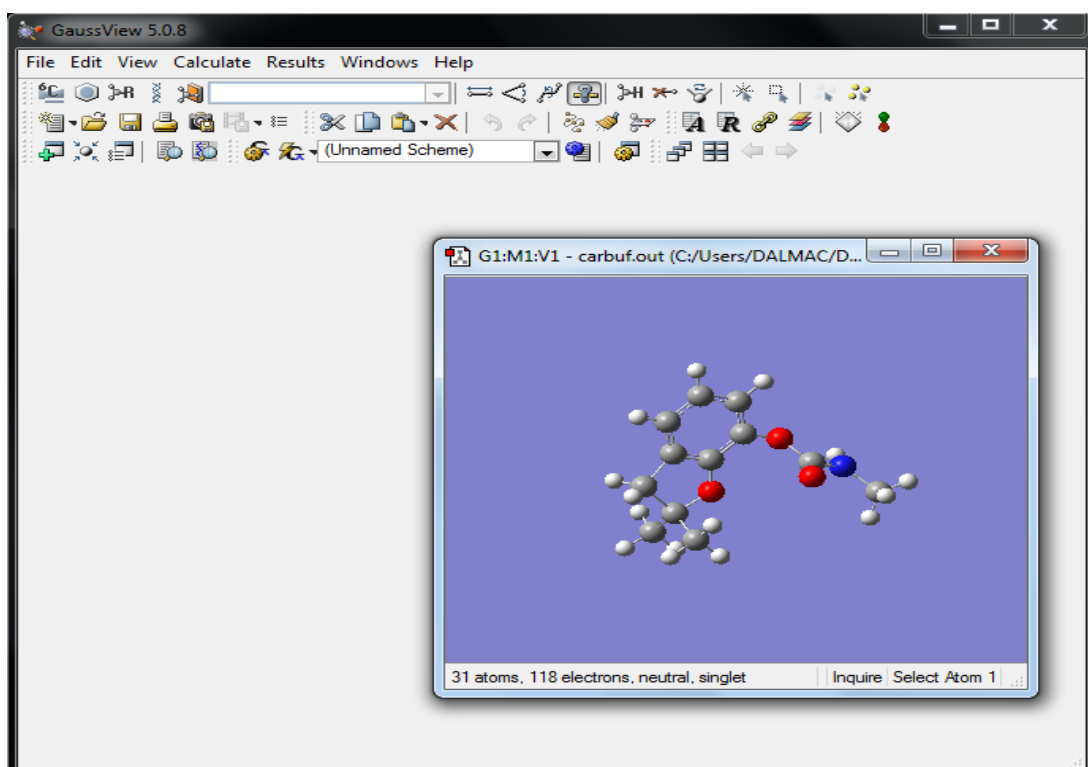 GaussView 5.0.8
File Edit View Calculate Results Windows Help
(Unnamed Scheme)
G1:M1:V1 - carbuf.out (C:/Users/DALMAC/D...
31 atoms, 118 electrons, neutral, singlet Inquire Select Atom 1